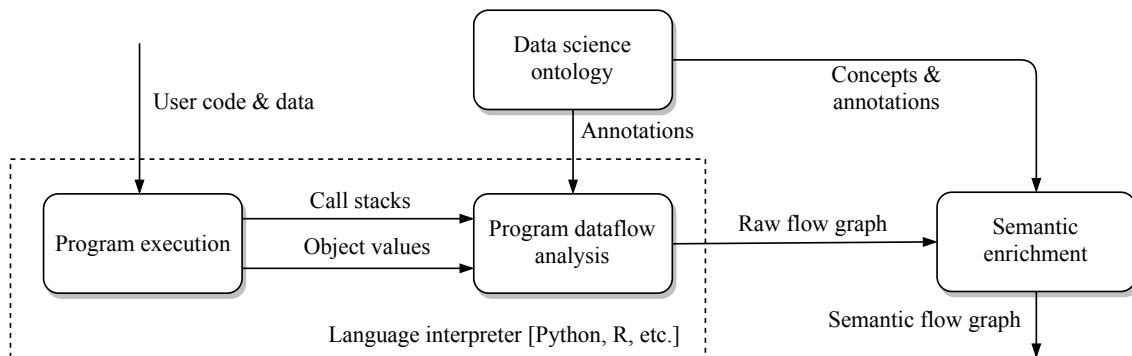 Data science
ontology
User code & data
Concepts &
annotations
Annotations
Program execution
Call stacks
Object values
Program dataflow
analysis
Raw flow graph
Semantic
enrichment
Language interpreter [Python, R, etc.]
Semantic flow graph